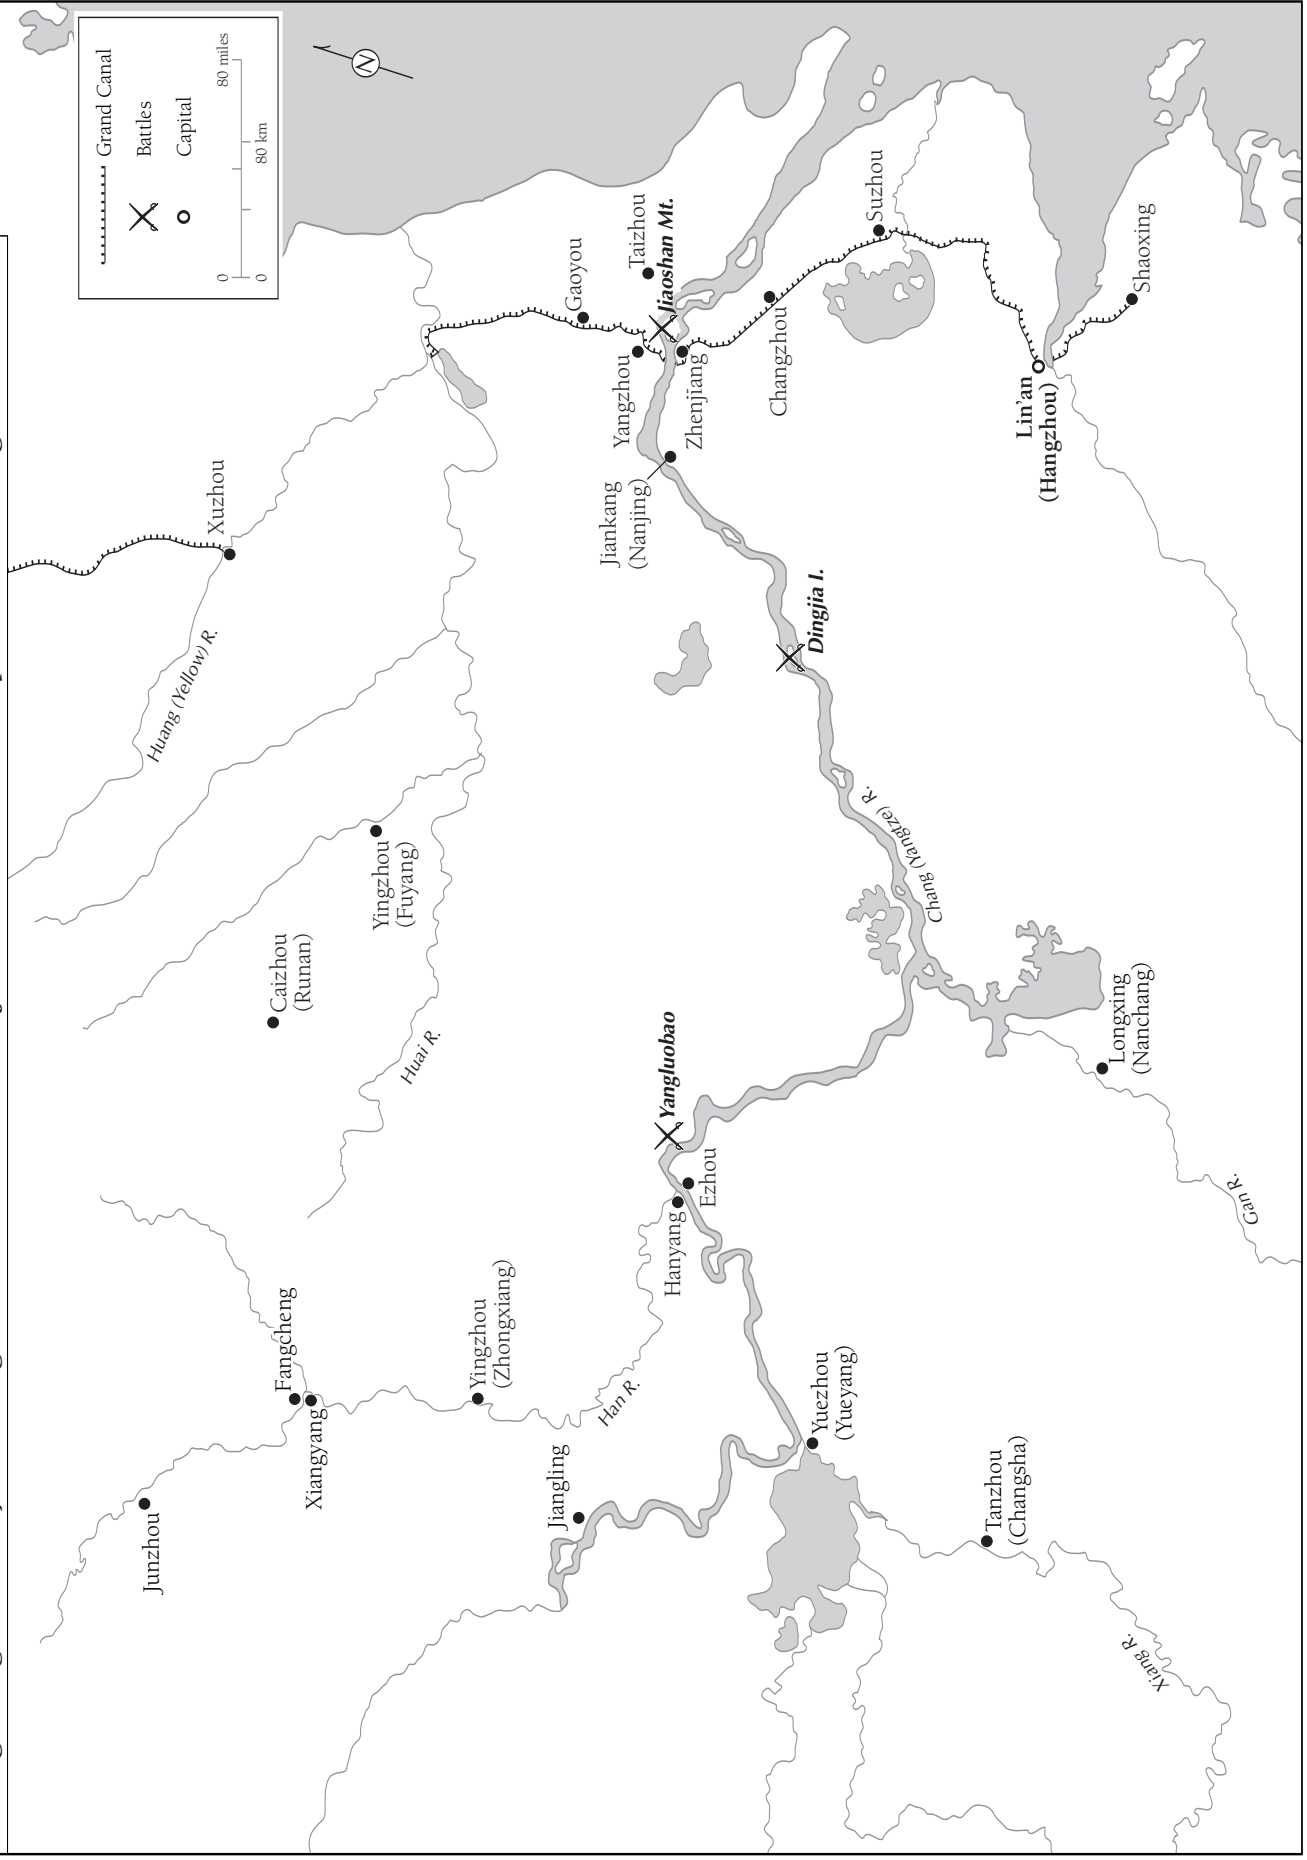 Grand Canal
Battles
Capital
0
80 miles
0
80 km
N
Xuzhou
Huang (Yellow) R.
Gaoyou
Taizhou
Jiaoshan Mt.
Yangzhou
Zhenjiang
Changzhou
Suzhou
Shaoxing
Lin'an
(Hangzhou)
Jiankang
(Nanjing)
Dingjia I.
Yingzhou
(Fuyang)
Caizhou
(Runan)
Huai R.
Chang (Yangtze) R.
Yangluobao
Ezhou
Hanyang
Longxing
(Nanchang)
Gan R.
Fangcheng
Xiangyang
Junzhou
Yingzhou
(Zhongxiang)
Han R.
Jiangling
Yuezhou
(Yueyang)
Tanzhou
(Changsha)
Xiang R.